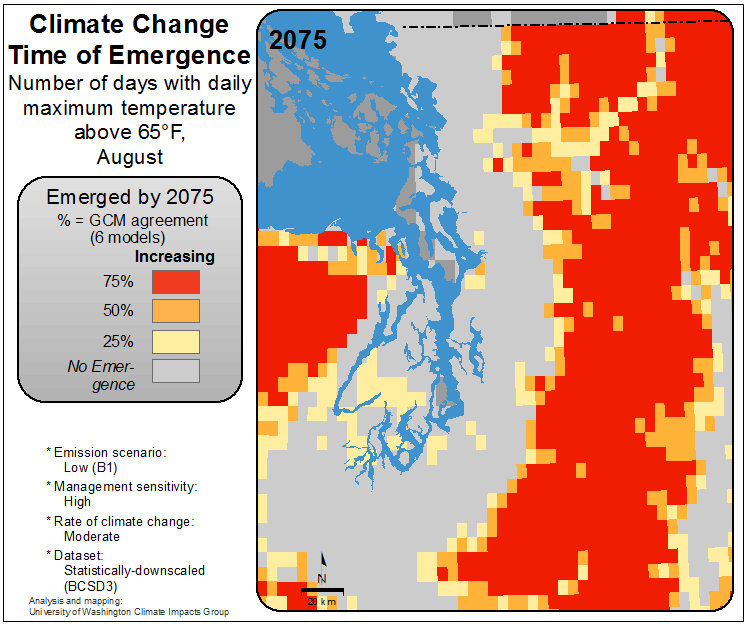 Climate Change
Time of Emergence
Number of days with daily
maximum temperature
above 65°F,
August
2075
Emerged by 2075
% = GCM agreement
(6 models)
Increasing
75%
50%
25%
No Emer-
gence
* Emission scenario:
Low (B1)
* Management sensitivity:
High
* Rate of climate change:
Moderate
* Dataset:
Statistically-downscaled
(BCSD3)
Analysis and mapping:
University of Washington Climate Impacts Group
N
20 km